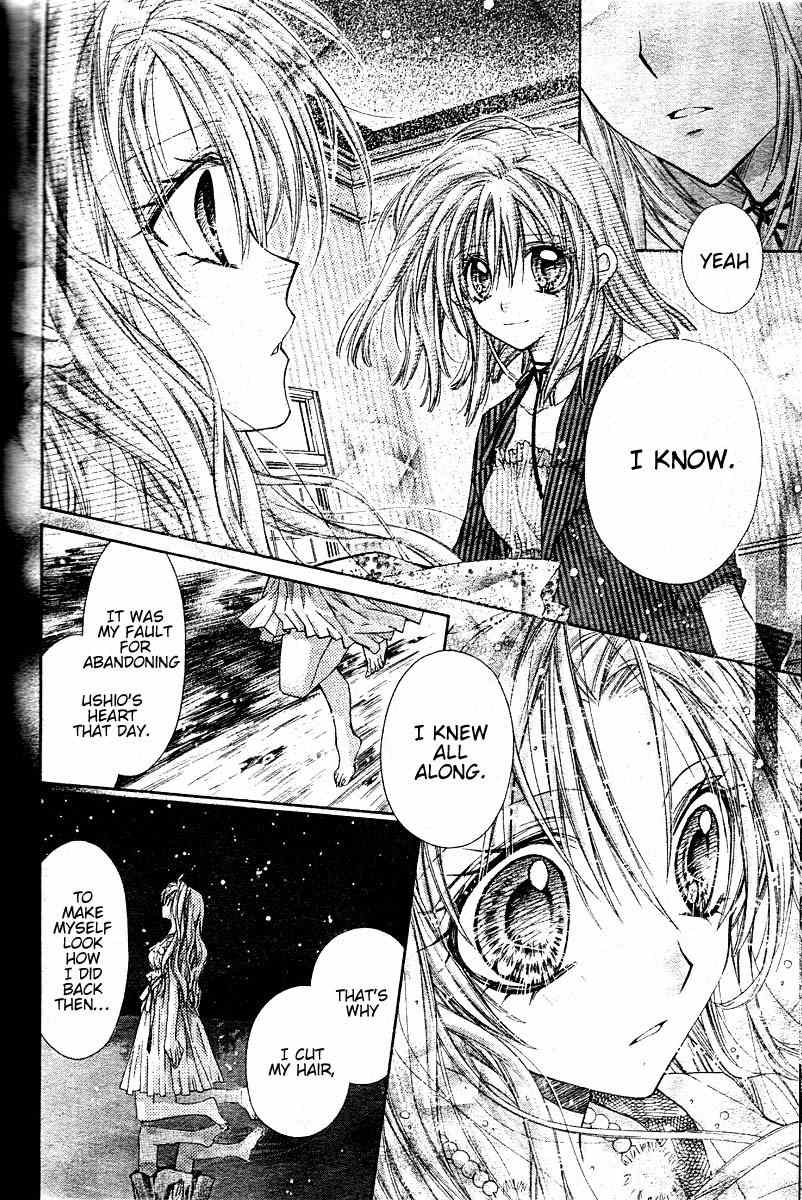 YEAH
I KNOW.
I KNEW
ALL
ALONG.
IT WAS
MY FAULT
FOR
ABANDONING
USHIO'S
HEART
THAT DAY.
THAT'S
WHY
I CUT
MY HAIR,
TO
MAKE
MYSELF
LOOK
HOW
I DID
BACK
THEN...